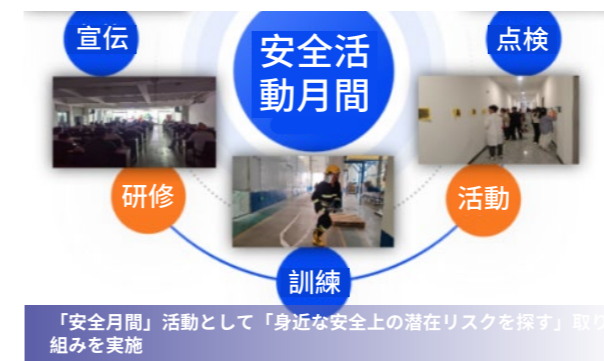 宣伝
安全活
動月間
点検
研修
活動
訓練
「安全月間」活動として「身近な安全上の潜在リスクを探す」取り
組みを実施